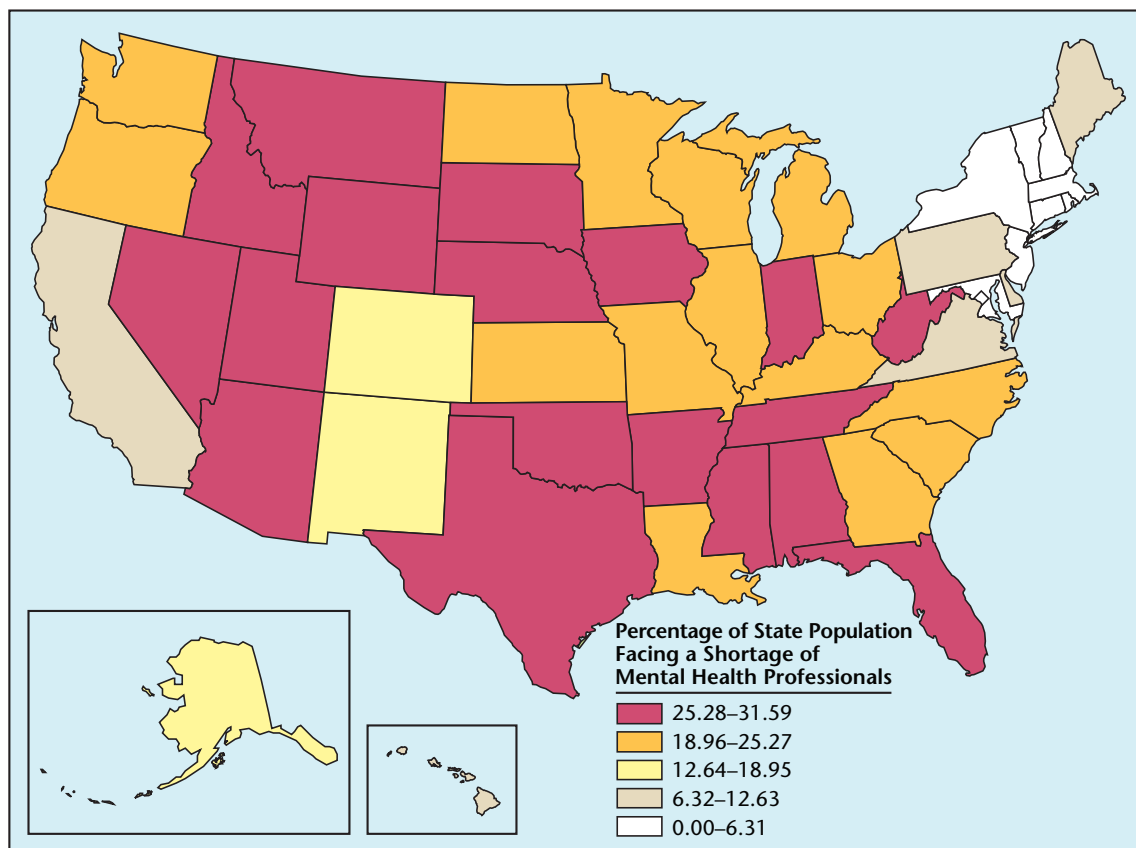 Percentage of State Population
Facing a Shortage of
Mental Health Professionals
25.28–31.59
18.96–25.27
12.64–18.95
6.32–12.63
0.00–6.31